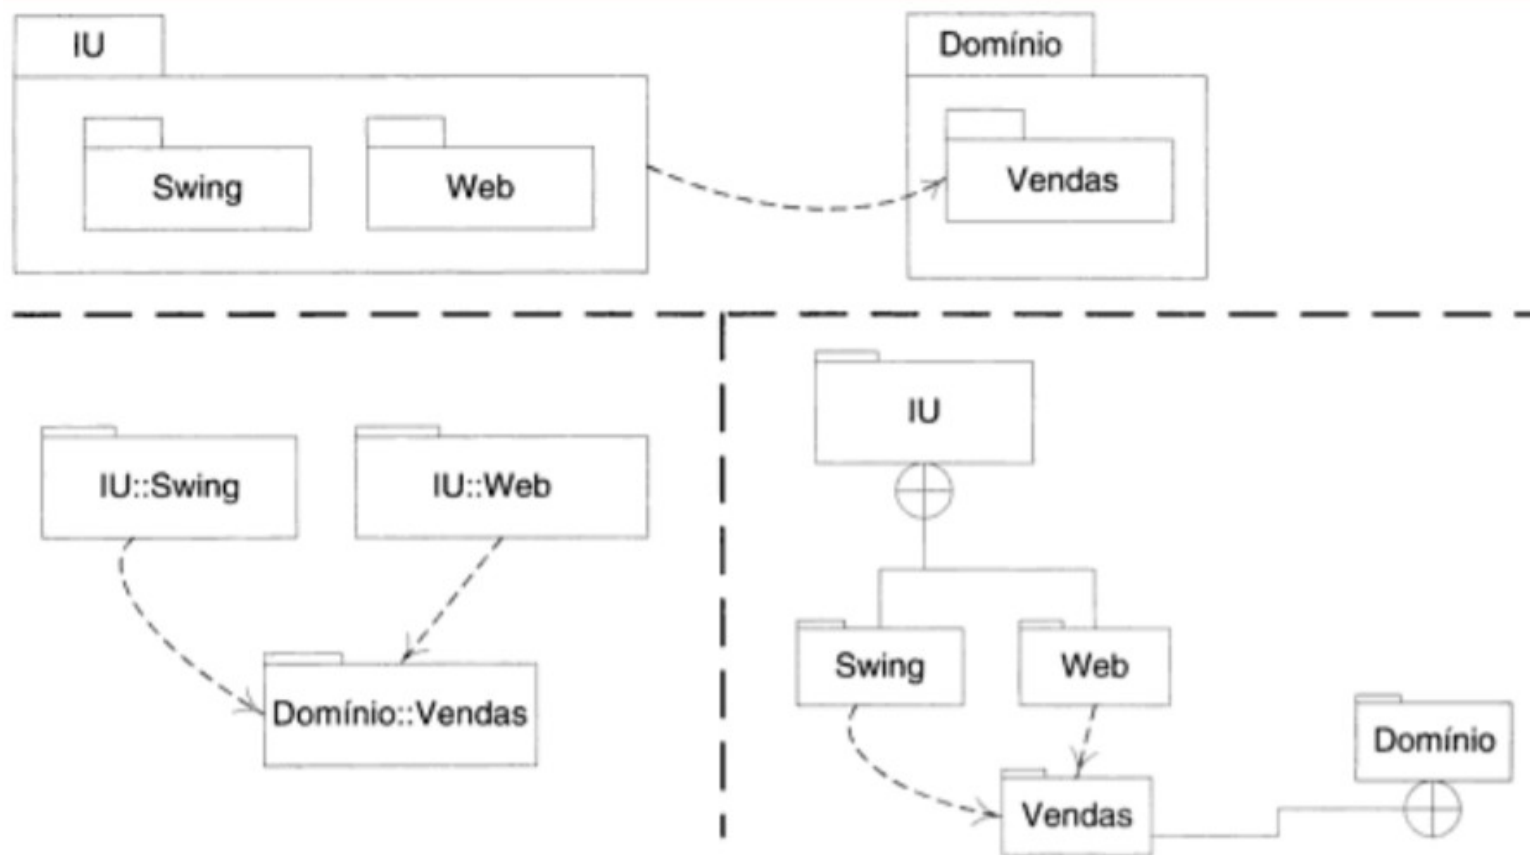 IU
Domínio
Swing
Web
Vendas
IU::Swing
IU::Web
Domínio::Vendas
IU
Swing
Web
Domínio
Vendas